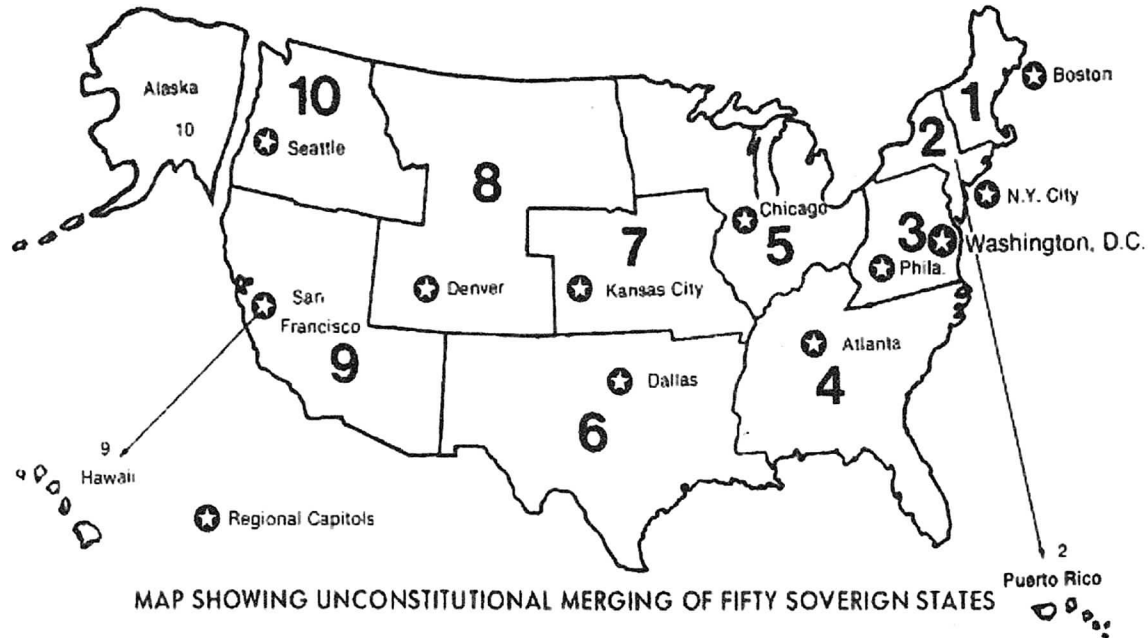 Alaska
10
10
Seattle
Boston
1
2
8
Chicago
N.Y. City
7
5
3
Washington, D.C.
Phila.
Denver
Kansas City
San
Francisco
9
Atlanta
4
Dallas
6
9
Hawaii
Regional Capitols
2
Puerto Rico
MAP SHOWING UNCONSTITUTIONAL MERGING OF FIFTY SOVERIGN STATES